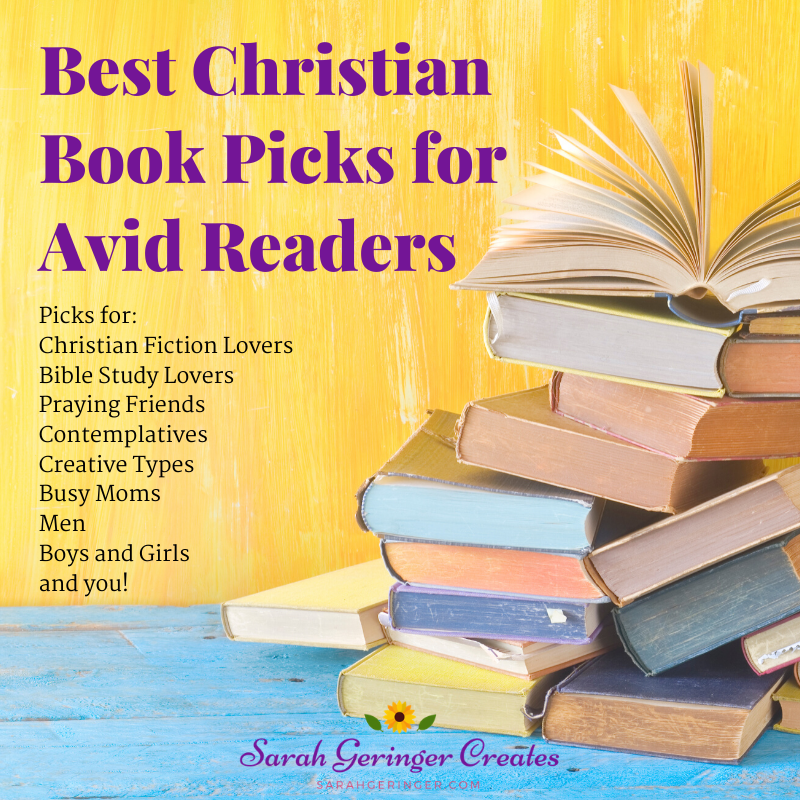 Best Christian
Book Picks for
Avid Readers
Picks for:
Christian Fiction Lovers
Bible Study Lovers
Praying Friends
Contemplatives
Creative Types
Busy Moms
Men
Boys and Girls
and you!
Sarah Geringer Creates
SARAHGERINGER.COM